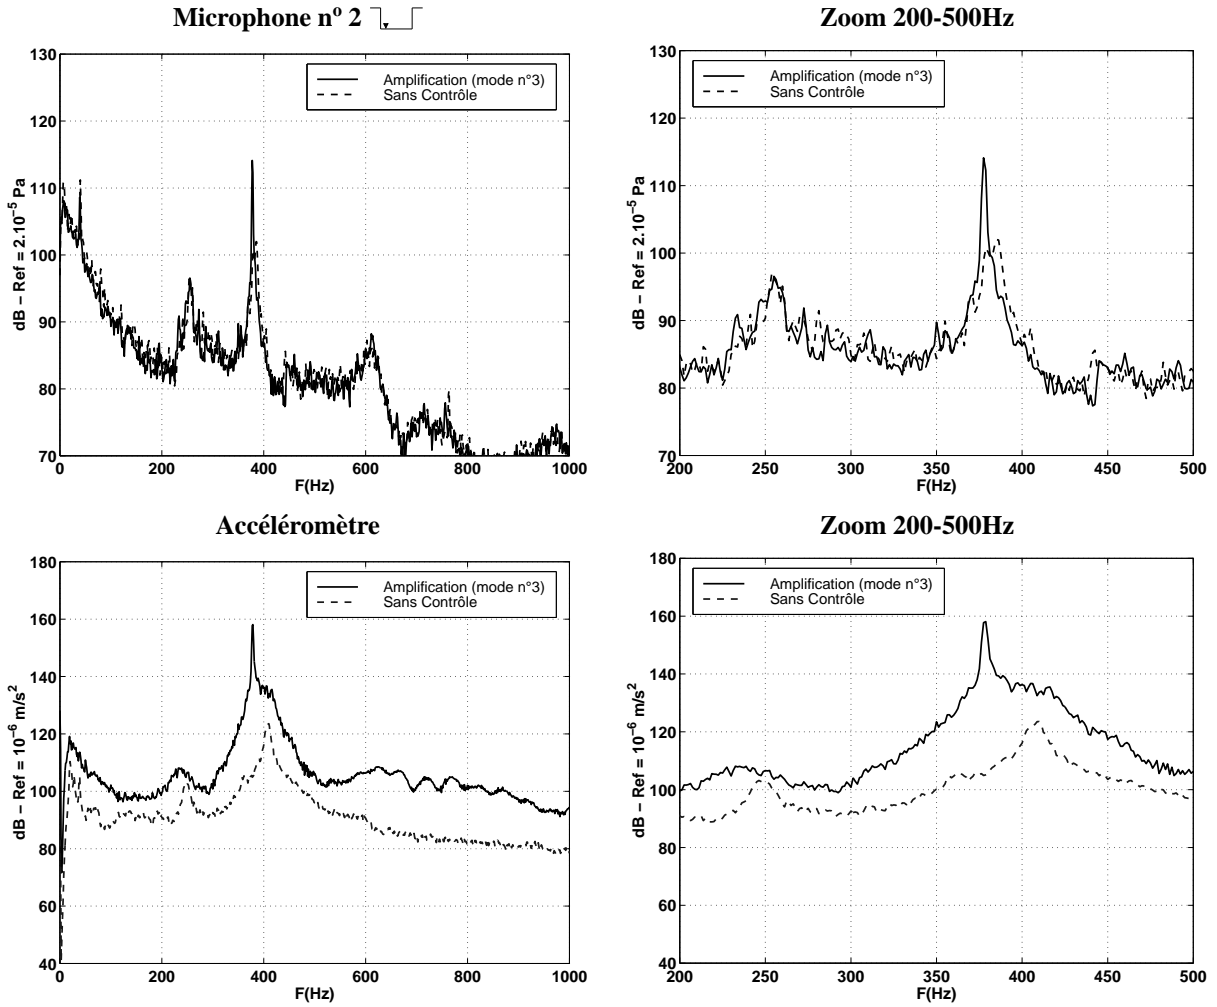 Microphone nº 2
Zoom 200-500Hz
130
120
110
100
90
80
70
dB – Ref = 2.10⁻⁵ Pa
Amplification (mode n°3)
Sans Contrôle
0
200
400
600
800
1000
F(Hz)
130
120
110
100
90
80
70
dB – Ref = 2.10⁻⁵ Pa
Amplification (mode n°3)
Sans Contrôle
200
250
300
350
400
450
500
F(Hz)
Accéléromètre
Zoom 200-500Hz
180
160
140
120
100
80
60
40
dB – Ref = 10⁻⁶ m/s²
Amplification (mode n°3)
Sans Contrôle
0
200
400
600
800
1000
F(Hz)
180
160
140
120
100
80
60
40
dB – Ref = 10⁻⁶ m/s²
Amplification (mode n°3)
Sans Contrôle
200
250
300
350
400
450
500
F(Hz)